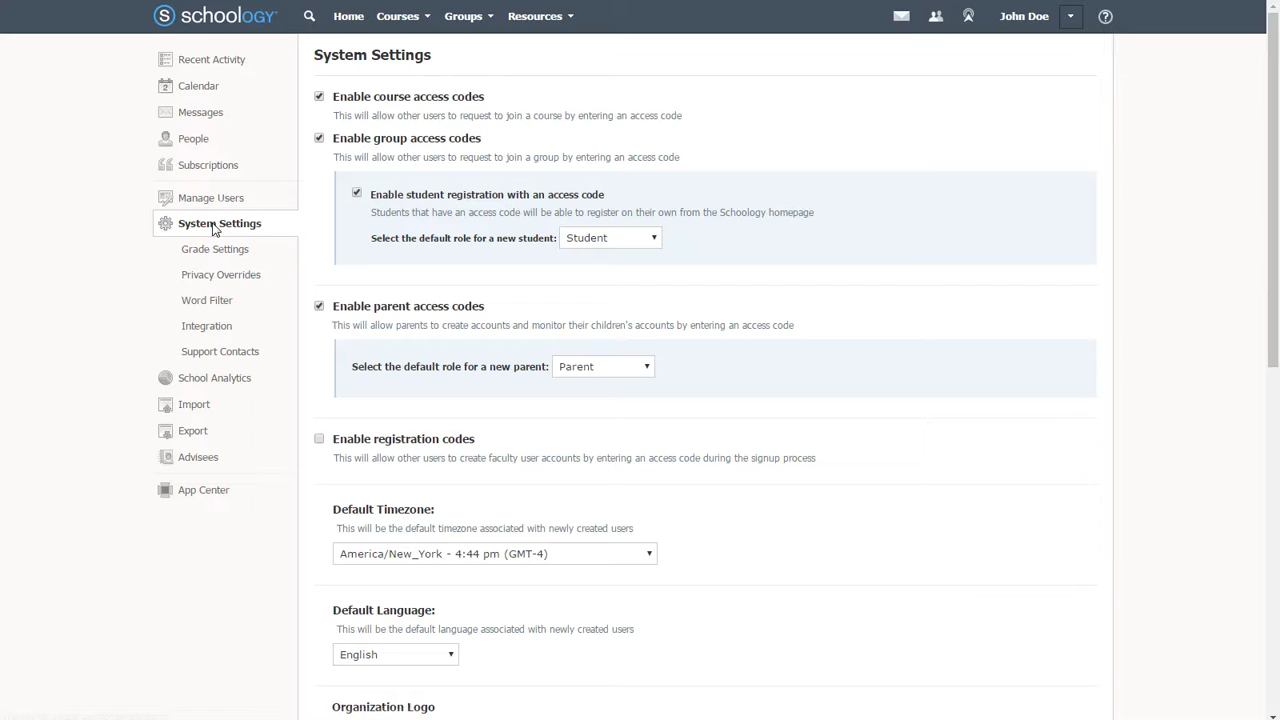 S schoology
Home
Courses
Groups
Resources
John Doe
?
Recent Activity
2
Calendar
Messages
People
Subscriptions
Manage Users
System Settings
Grade Settings
Privacy Overrides
Word Filter
Integration
Support Contacts
School Analytics
Import
Export
Advisees
App Center
System Settings
Enable course access codes
This will allow other users to request to join a course by entering an access code
Enable group access codes
This will allow other users to request to join a group by entering an access code
Enable student registration with an access code
Students that have an access code will be able to register on their own from the Schoology homepage
Select the default role for a new student: Student
Enable parent access codes
This will allow parents to create accounts and monitor their children's accounts by entering an access code
Select the default role for a new parent: Parent
Enable registration codes
This will allow other users to create faculty user accounts by entering an access code during the signup process
Default Timezone:
This will be the default timezone associated with newly created users
America/New_York - 4:44 pm (GMT-4)
Default Language:
This will be the default language associated with newly created users
English
Organization Logo